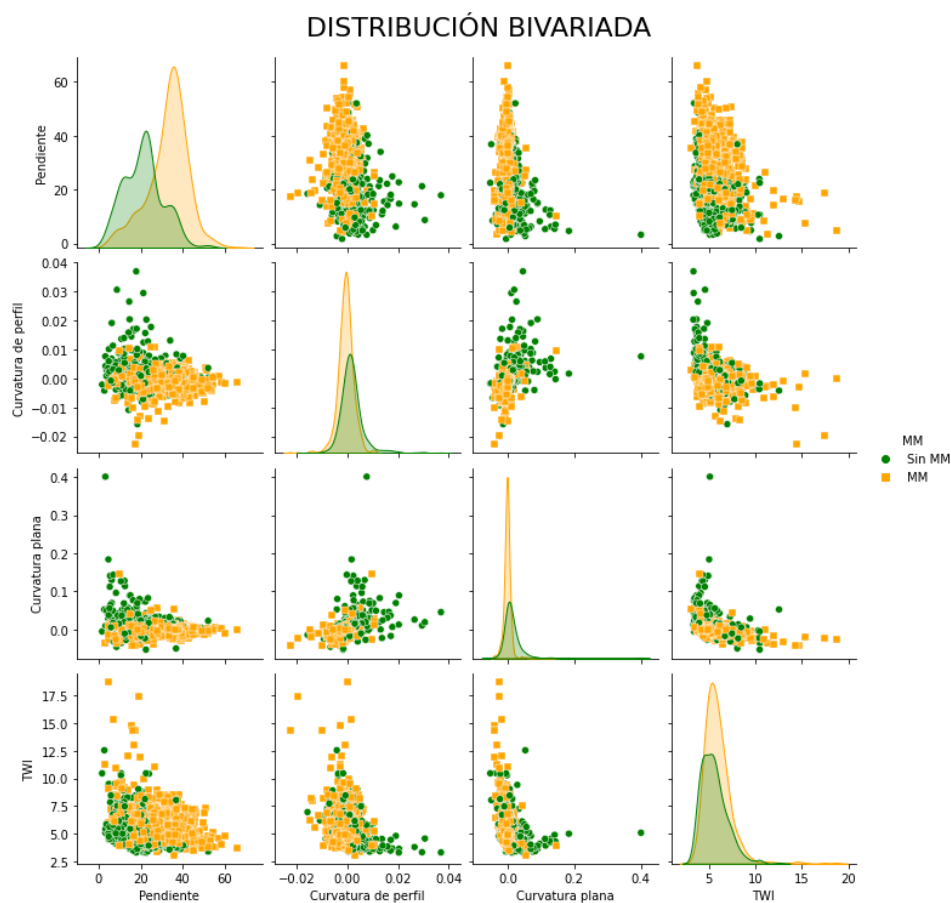 DISTRIBUCIÓN BIVARIADA
Pendiente
60
40
20
0
Curvatura de perfil
0.04
0.03
0.02
0.01
0.00
−0.01
−0.02
Curvatura plana
0.4
0.3
0.2
0.1
0.0
MM
Sin MM
MM
TWI
17.5
15.0
12.5
10.0
7.5
5.0
2.5
0 20 40 60
−0.02 0.00 0.02 0.04
0.0 0.2 0.4
5 10 15 20
Pendiente
Curvatura de perfil
Curvatura plana
TWI